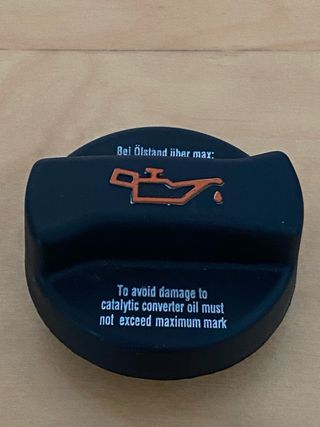 Bei Ölstand über max:
To avoid damage to
catalytic converter oil must
not exceed maximum mark